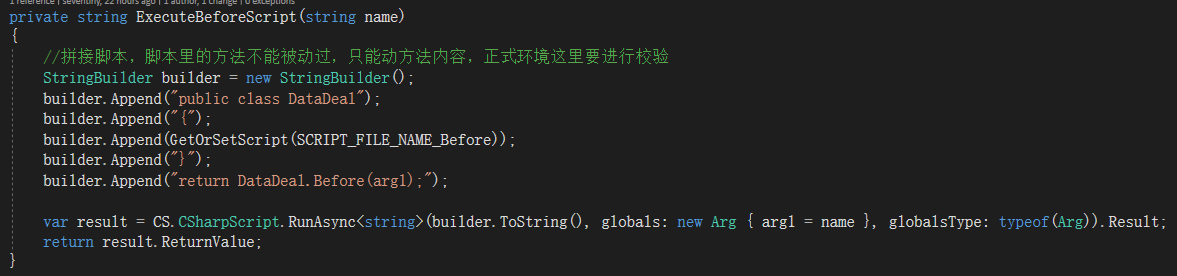 1 reference | seventiny, 22 hours ago | 1 author, 1 change | 0 exceptions
private string ExecuteBeforeScript(string name)
{
//拼接脚本，脚本里的方法不能被动过，只能动方法内容，正式环境这里要进行校验
StringBuilder builder = new StringBuilder();
builder.Append("public class DataDeal");
builder.Append("{");
builder.Append(GetOrSetScript(SCRIPT_FILE_NAME_Before));
builder.Append("}");
builder.Append("return DataDeal.Before(arg1);");
var result = CS.CSharpScript.RunAsync<string>(builder.ToString(), globals: new Arg { arg1 = name }, globalsType: typeof(Arg)).Result;
return result.ReturnValue;
}